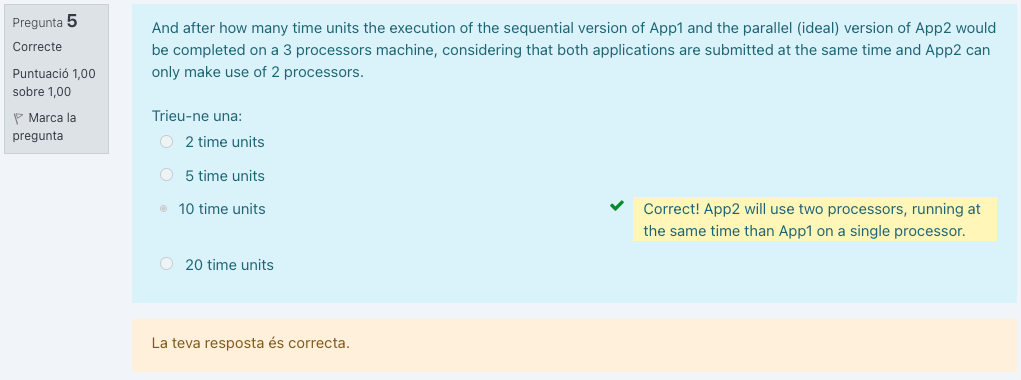 Pregunta 5
Correcte
Puntuació 1,00
sobre 1,00
Marca la
pregunta
And after how many time units the execution of the sequential version of App1 and the parallel (ideal) version of App2 would
be completed on a 3 processors machine, considering that both applications are submitted at the same time and App2 can
only make use of 2 processors.
Trieu-ne una:
2 time units
5 time units
10 time units
Correct! App2 will use two processors, running at
the same time than App1 on a single processor.
20 time units
La teva resposta és correcta.